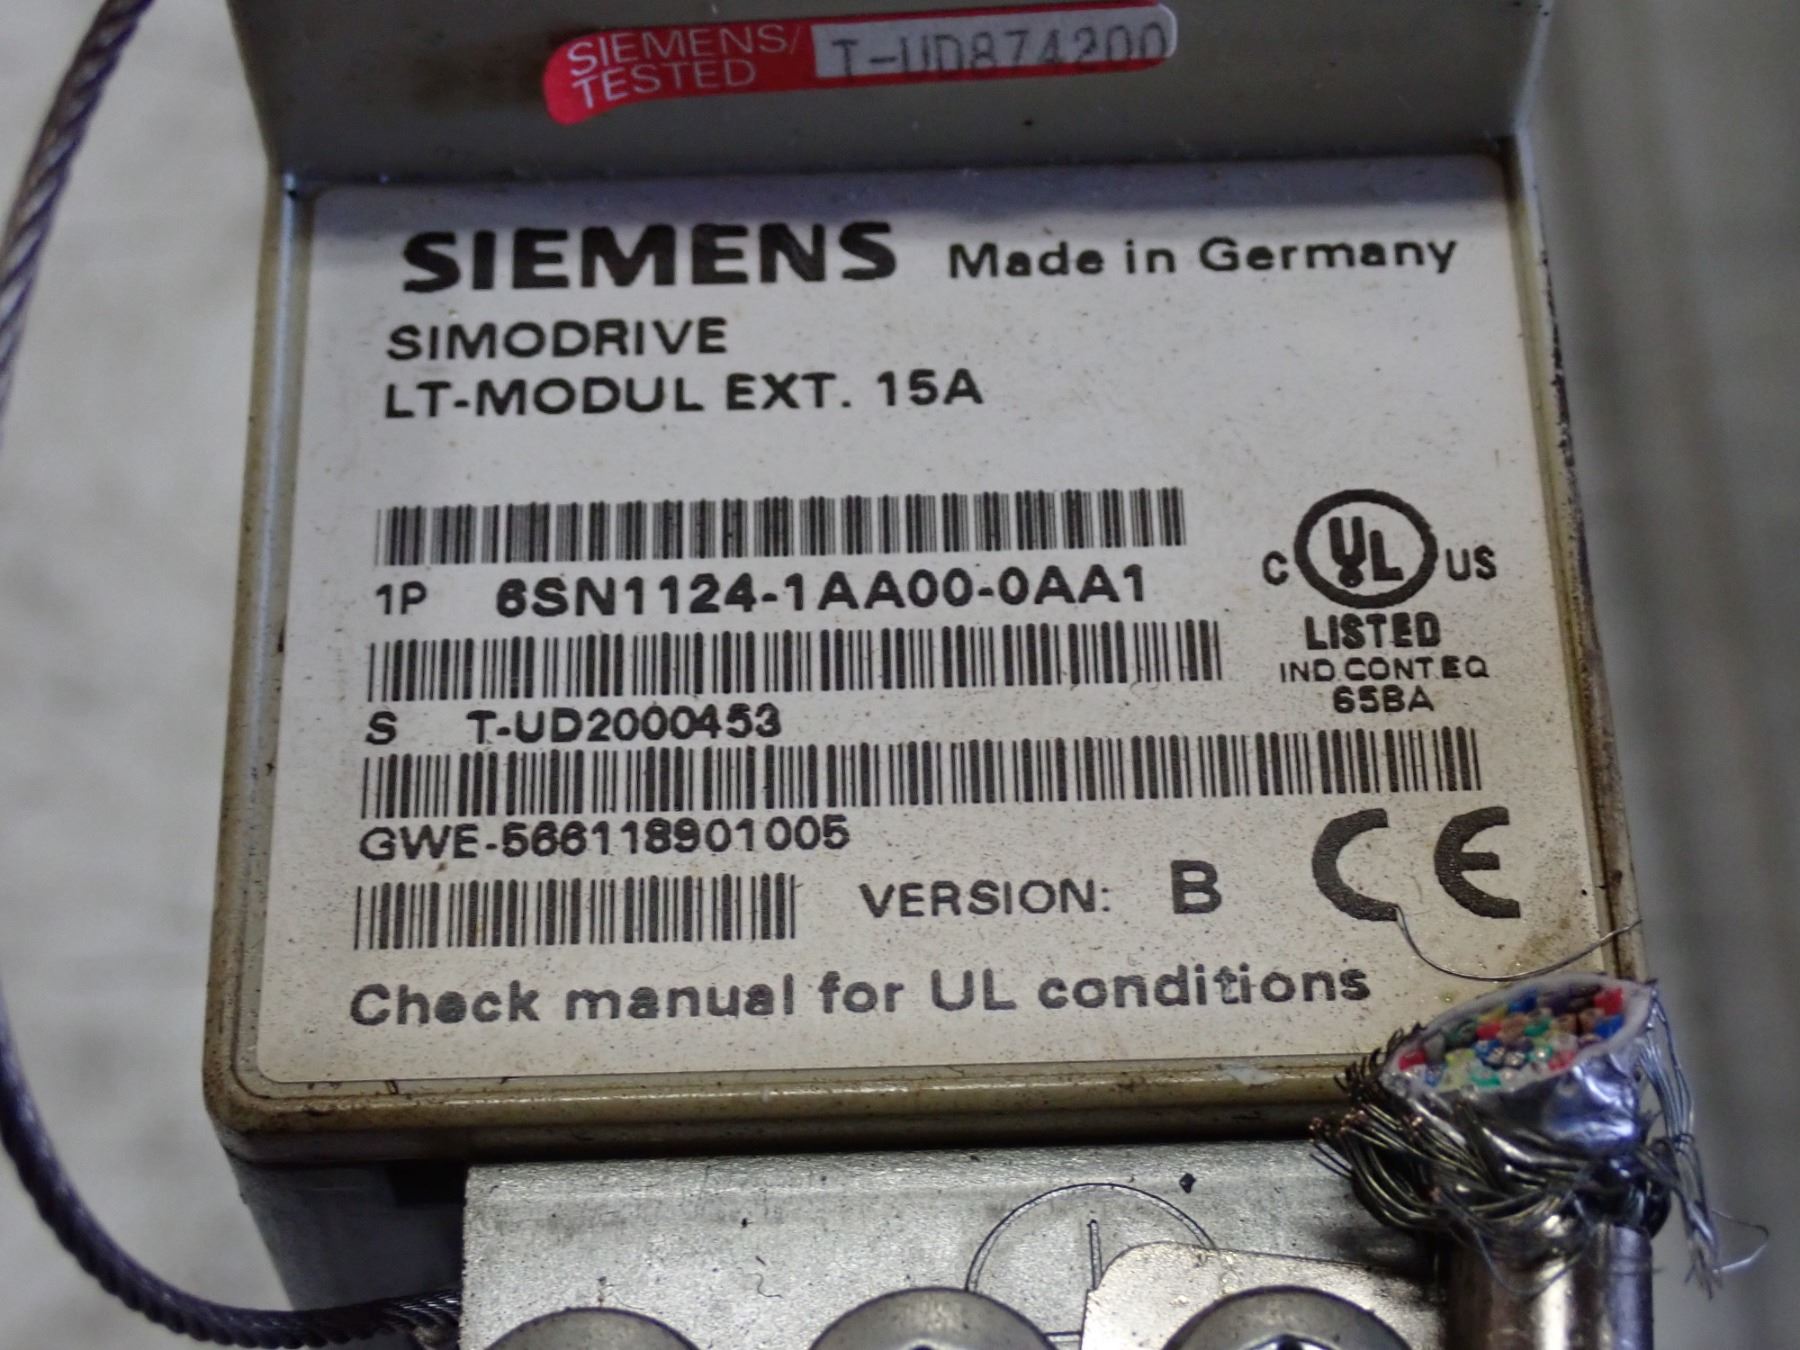 SIEMENS/
TESTED
T-UD874200
SIEMENS Made in Germany
SIMODRIVE
LT-MODUL EXT. 15A
1P 6SN1124-1AA00-0AA1
C UL US
LISTED
IND.CONT.EQ
65BA
S T-UD2000453
GWE-566118901005
VERSION: B
CE
Check manual for UL conditions